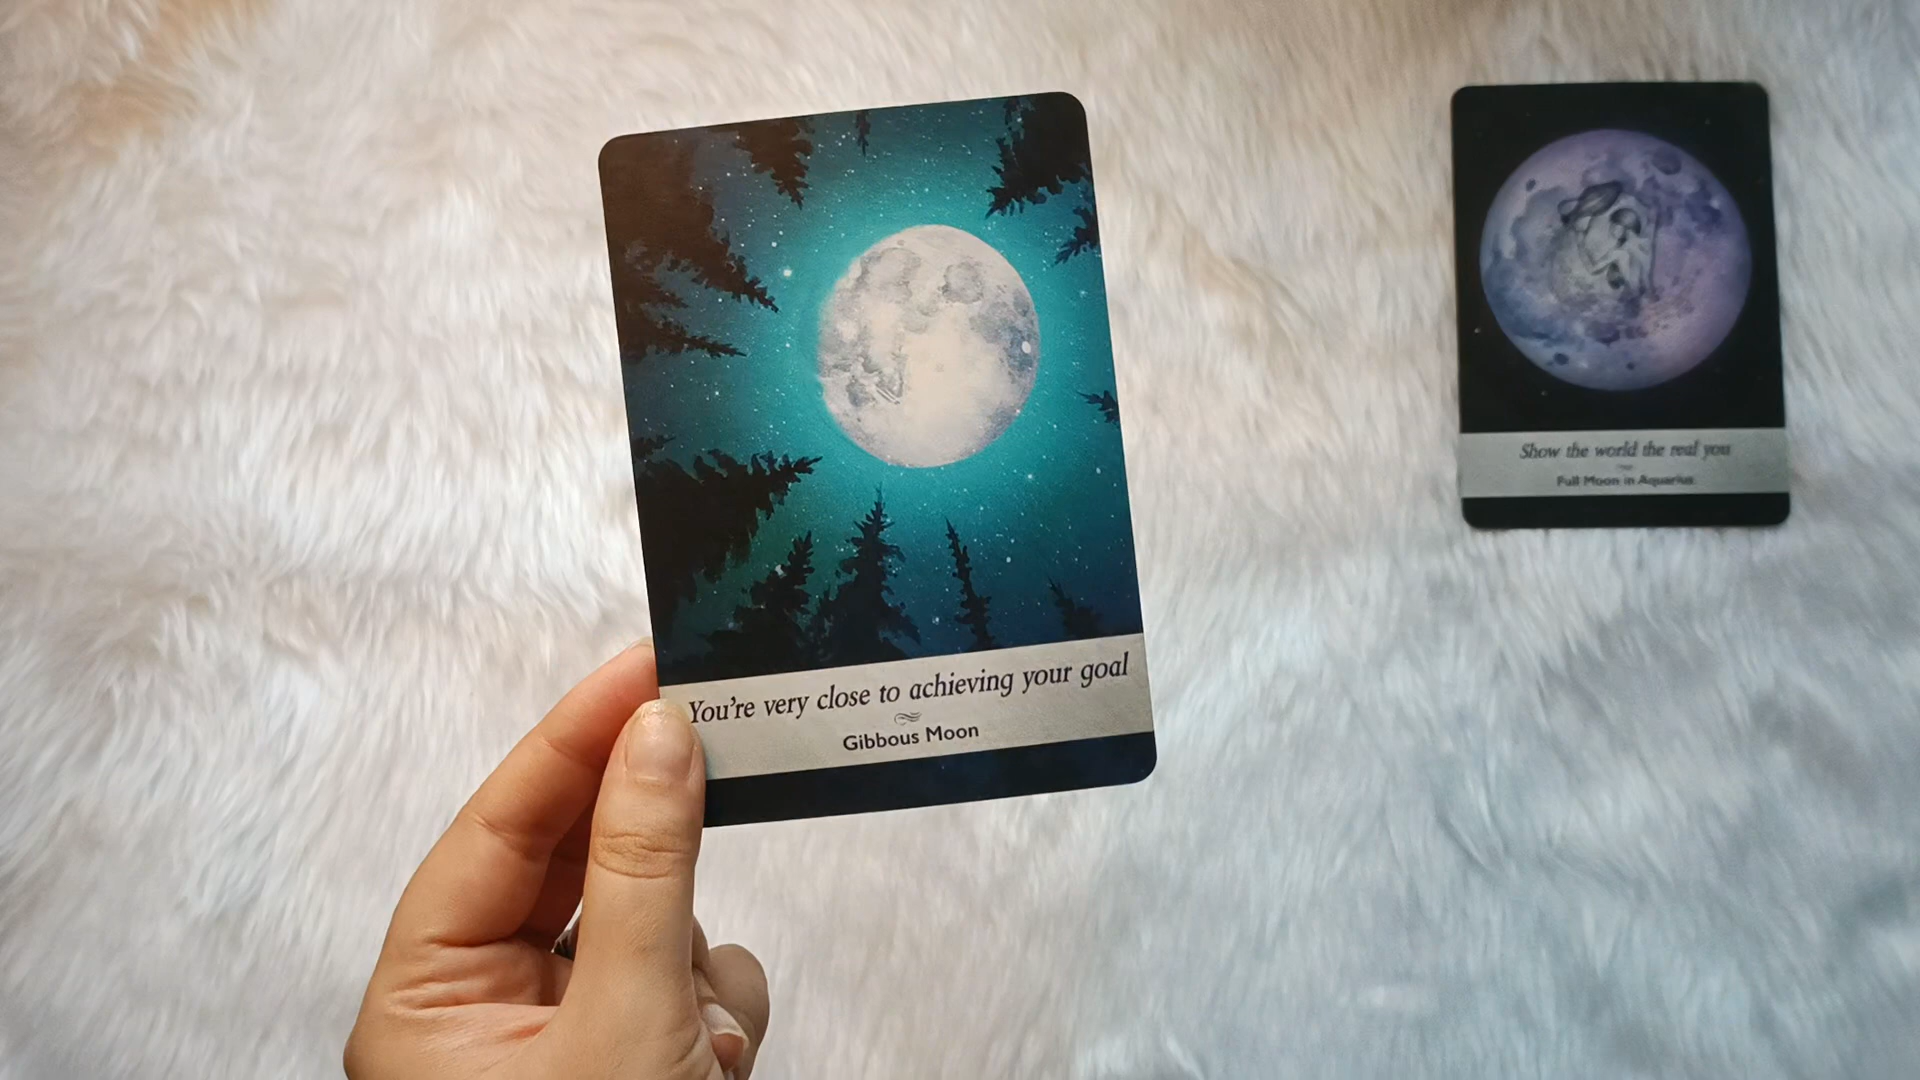 You're very close to achieving your goal
Gibbous Moon
Show the world the real you
Full Moon in Aquarius